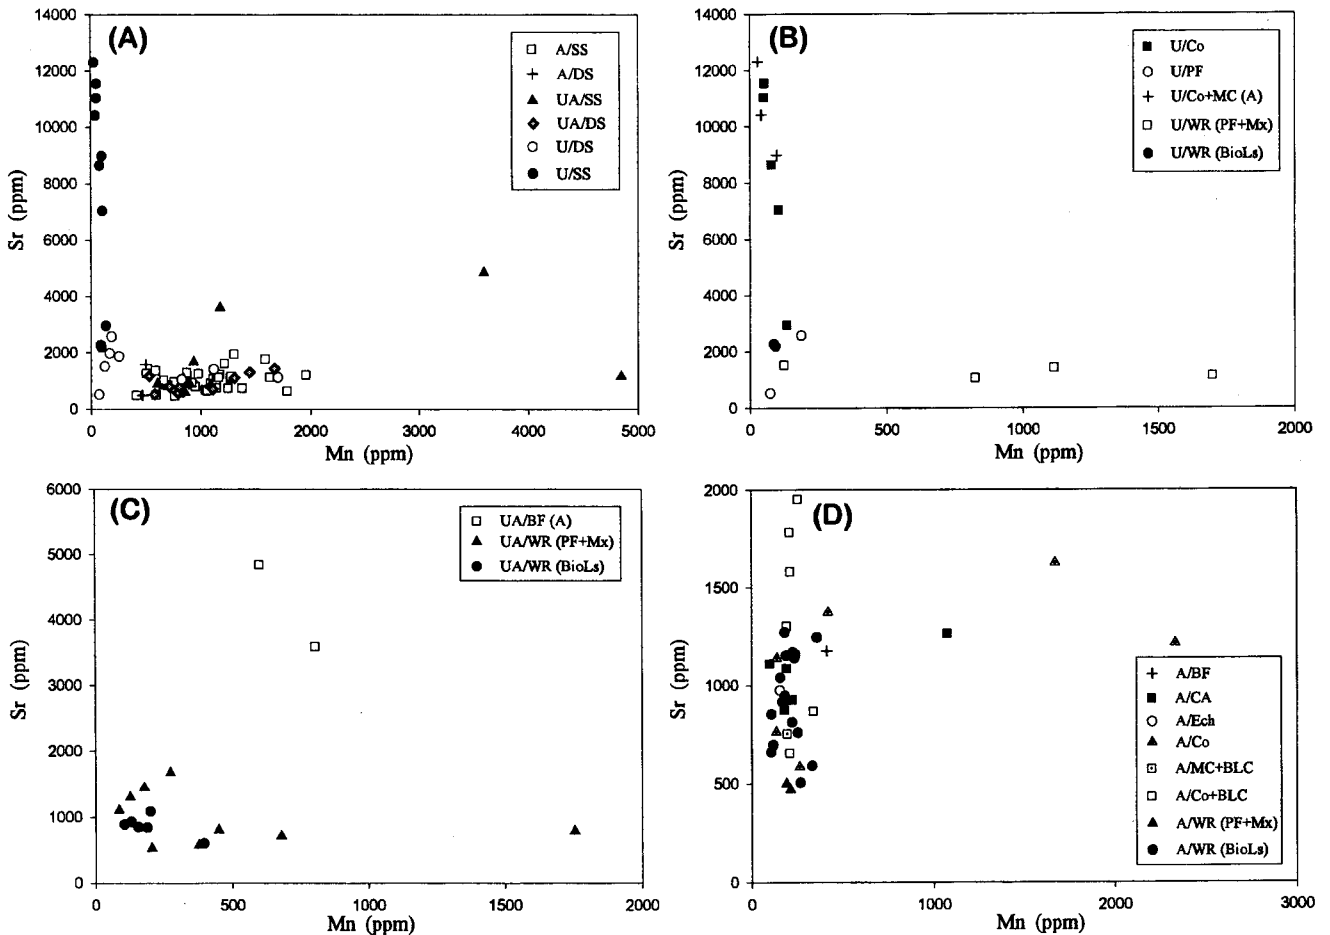 (A)
Sr (ppm)
14000
12000
10000
8000
6000
4000
2000
0
0 1000 2000 3000 4000 5000
Mn (ppm)
A/SS
A/DS
UA/SS
UA/DS
U/DS
U/SS
(B)
Sr (ppm)
14000
12000
10000
8000
6000
4000
2000
0
0 500 1000 1500 2000
Mn (ppm)
U/Co
U/PF
U/Co+MC (A)
U/WR (PF+Mx)
U/WR (BioLs)
(C)
Sr (ppm)
6000
5000
4000
3000
2000
1000
0
0 500 1000 1500 2000
Mn (ppm)
UA/BF (A)
UA/WR (PF+Mx)
UA/WR (BioLs)
(D)
Sr (ppm)
2000
1500
1000
500
0
0 1000 2000 3000
Mn (ppm)
A/BF
A/CA
A/Ech
A/Co
A/MC+BLC
A/Co+BLC
A/WR (PF+Mx)
A/WR (BioLs)